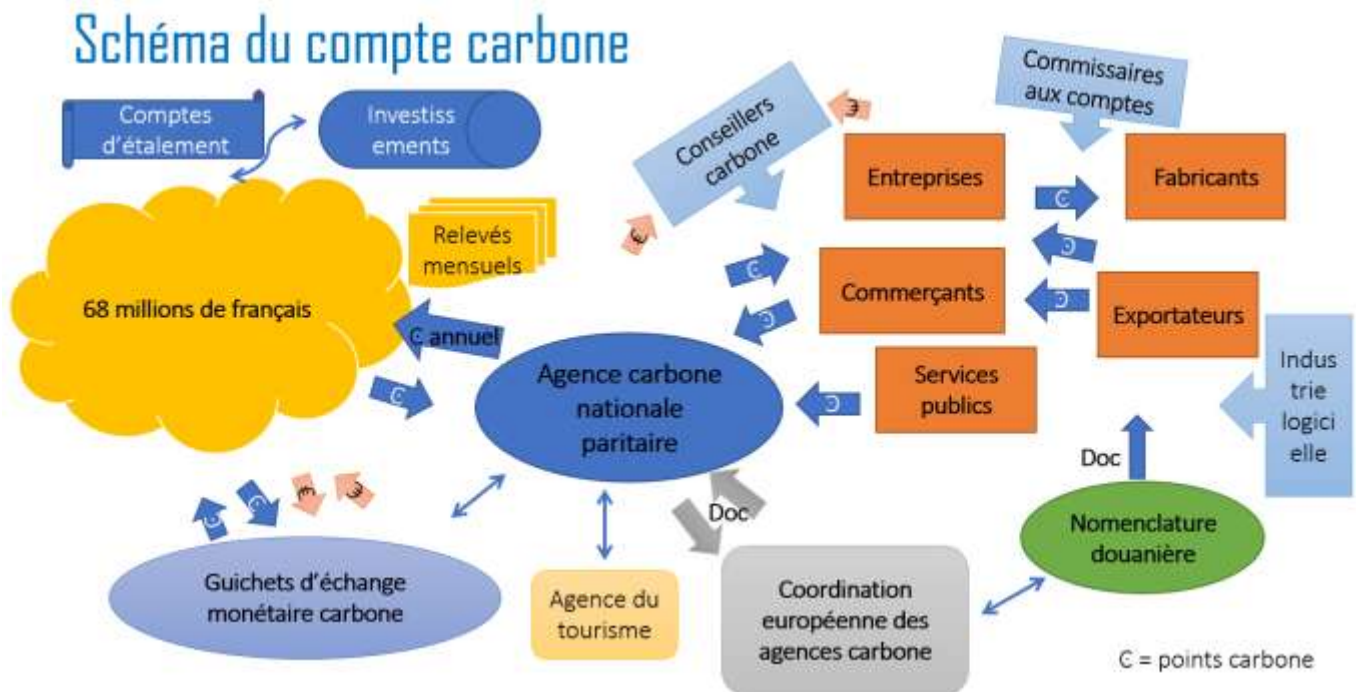 Schéma du compte carbone
Comptes
d'étalement
Investiss
ements
Conseillers
carbone
€
€
Commissaires
aux comptes
Entreprises
Fabricants
Relevés
mensuels
68 millions de français
C
C
C
Commerçants
C
C
Exportateurs
C annuel
C
Agence carbone
nationale
paritaire
C
Services
publics
Indus
trie
logici
elle
Doc
C
C
€
€
Doc
Nomenclature
douanière
Guichets d'échange
monétaire carbone
Agence du
tourisme
Coordination
européenne des
agences carbone
C = points carbone